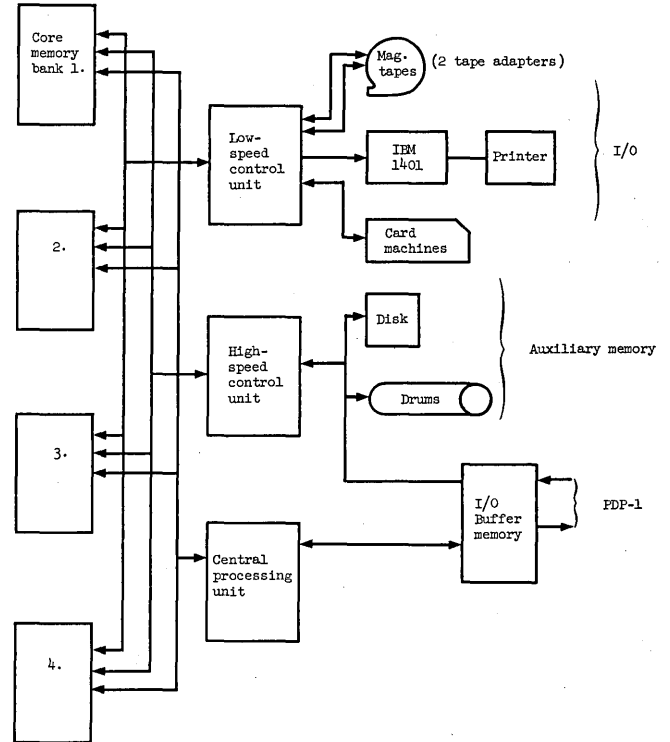 Core
memory
bank 1.
Mag.
tapes
(2 tape adapters)
Low-
speed
control
unit
IBM
1401
Printer
I/O
Card
machines
2.
High-
speed
control
unit
Disk
Auxiliary memory
Drums
3.
I/O
Buffer
memory
PDP-1
Central
processing
unit
4.